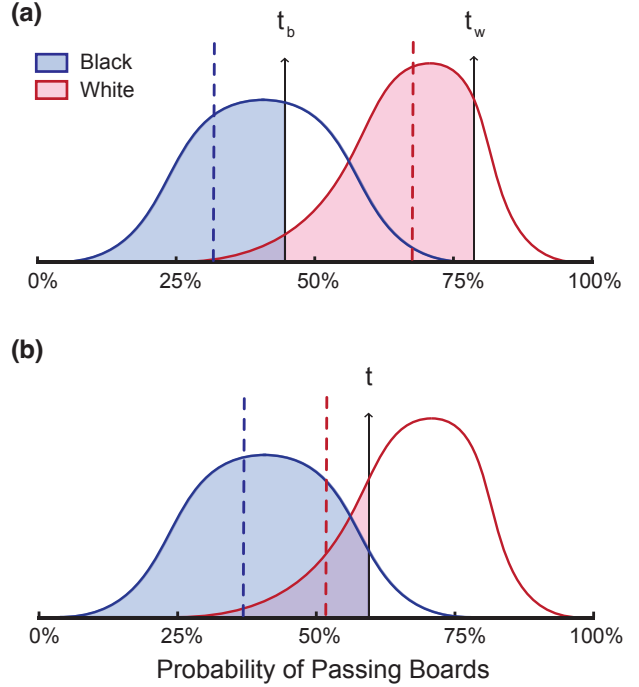 (a)
t_b
t_w
Black
White
0% 25% 50% 75% 100%
(b)
t
0% 25% 50% 75% 100%
Probability of Passing Boards